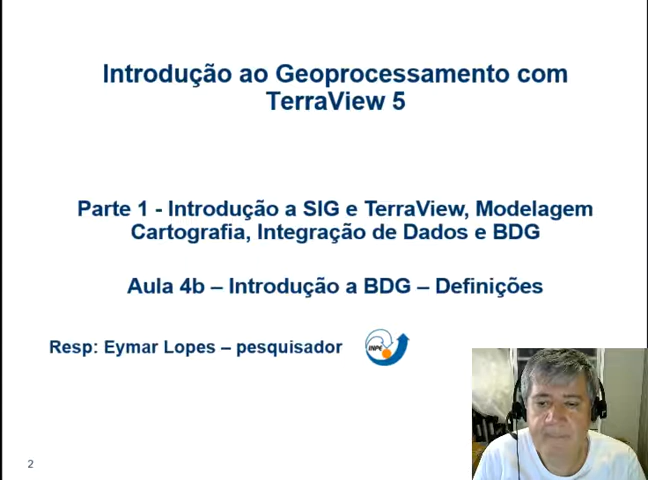 Introdução ao Geoprocessamento com
TerraView 5
Parte 1 - Introdução a SIG e TerraView, Modelagem
Cartografia, Integração de Dados e BDG
Aula 4b – Introdução a BDG – Definições
Resp: Eymar Lopes – pesquisador
INPE
2